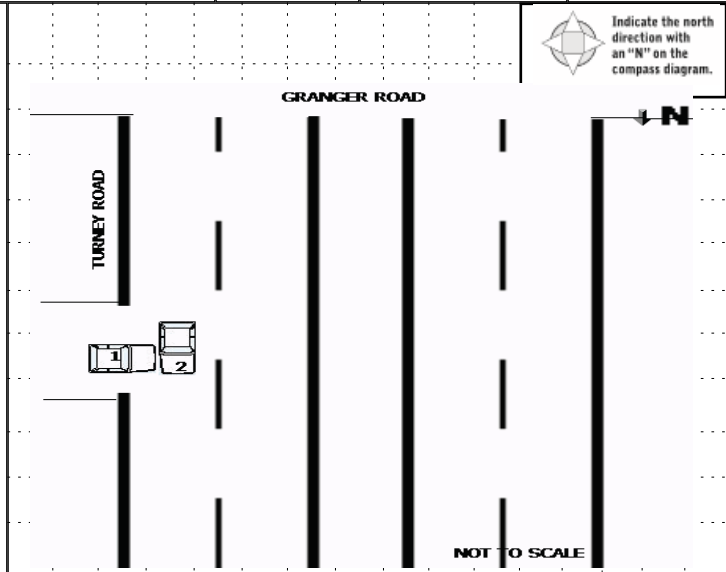 Indicate the north
direction with
an "N" on the
compass diagram.
GRANGER ROAD
N
TURNEY ROAD
1
2
NOT TO SCALE